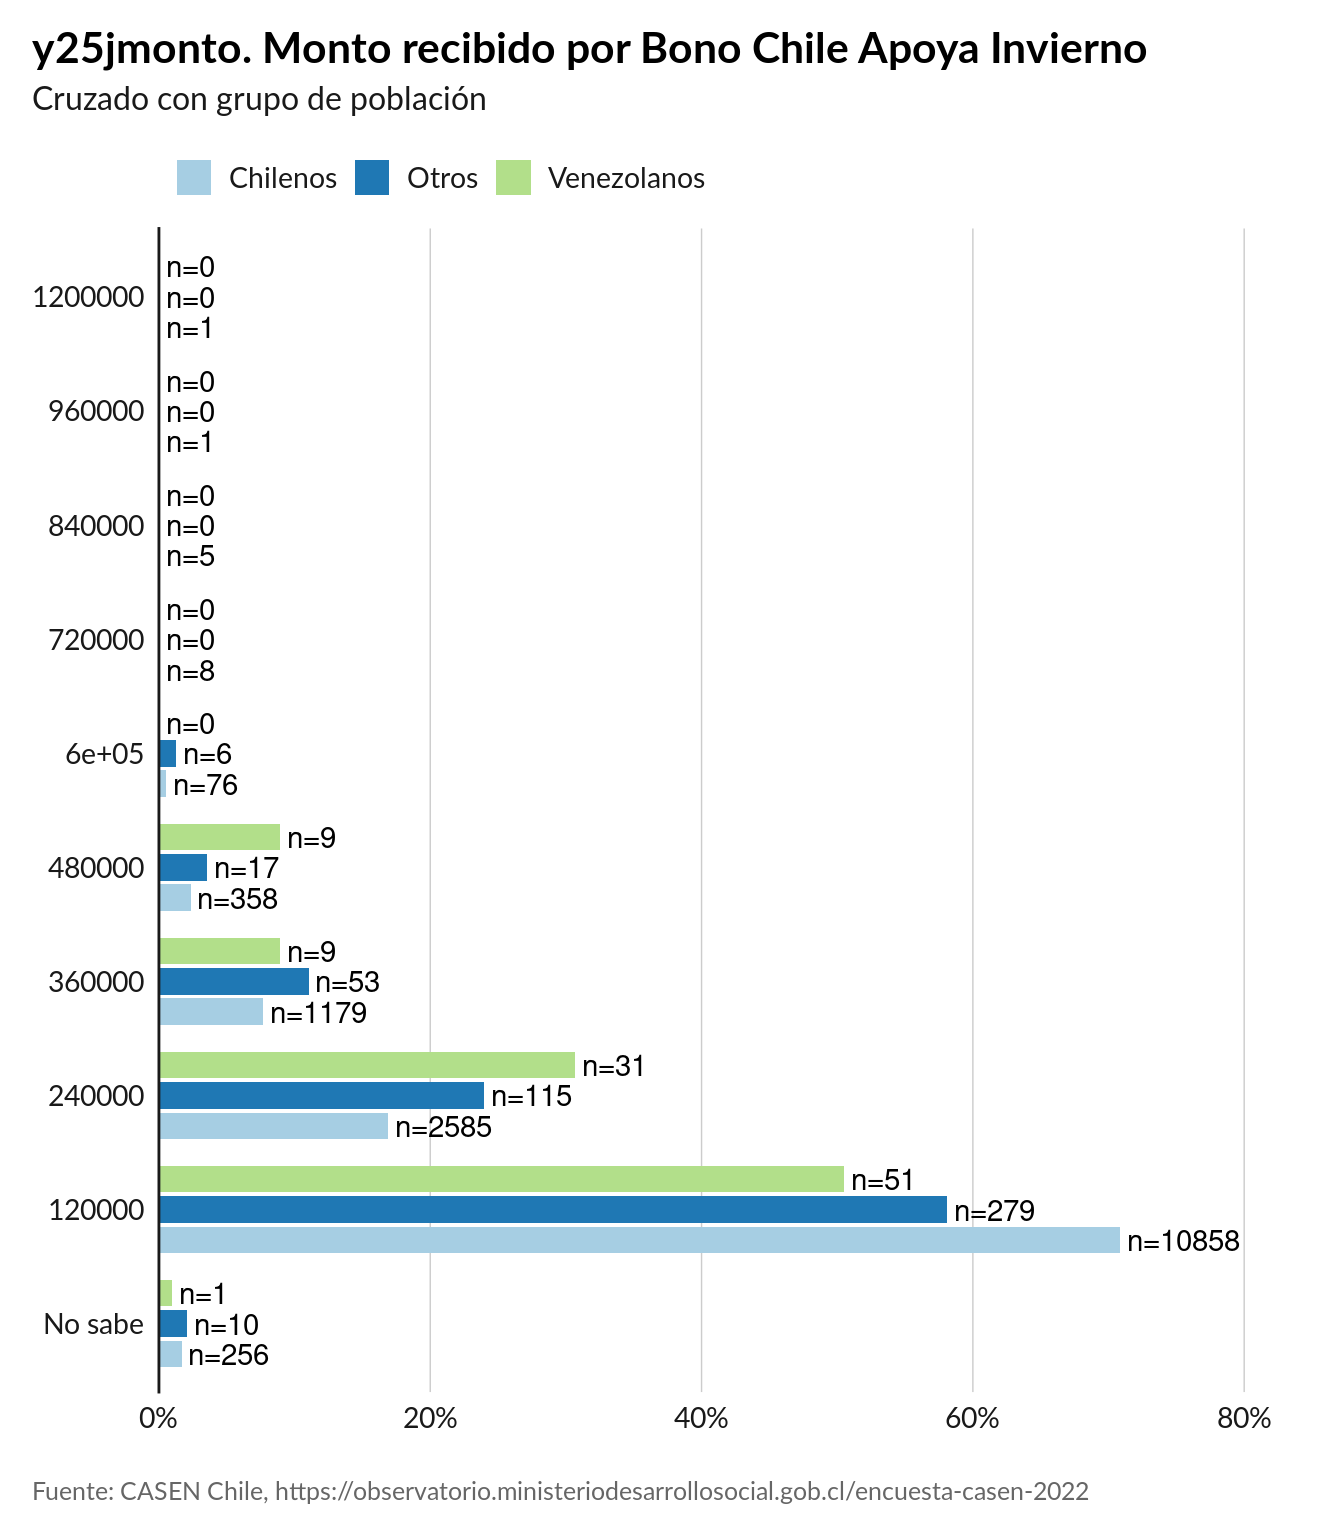 y25jmonto. Monto recibido por Bono Chile Apoya Invierno
Cruzado con grupo de población
Chilenos Otros Venezolanos
n=0
1200000 n=0
n=1
n=0
960000 n=0
n=1
n=0
840000 n=0
n=5
n=0
720000 n=0
n=8
n=0
6e+05 n=6
n=76
n=9
480000 n=17
n=358
n=9
360000 n=53
n=1179
n=31
240000 n=115
n=2585
n=51
120000 n=279
n=10858
n=1
No sabe n=10
n=256
0% 20% 40% 60% 80%
Fuente: CASEN Chile, https://observatorio.ministeriodesarrollosocial.gob.cl/encuesta-casen-2022